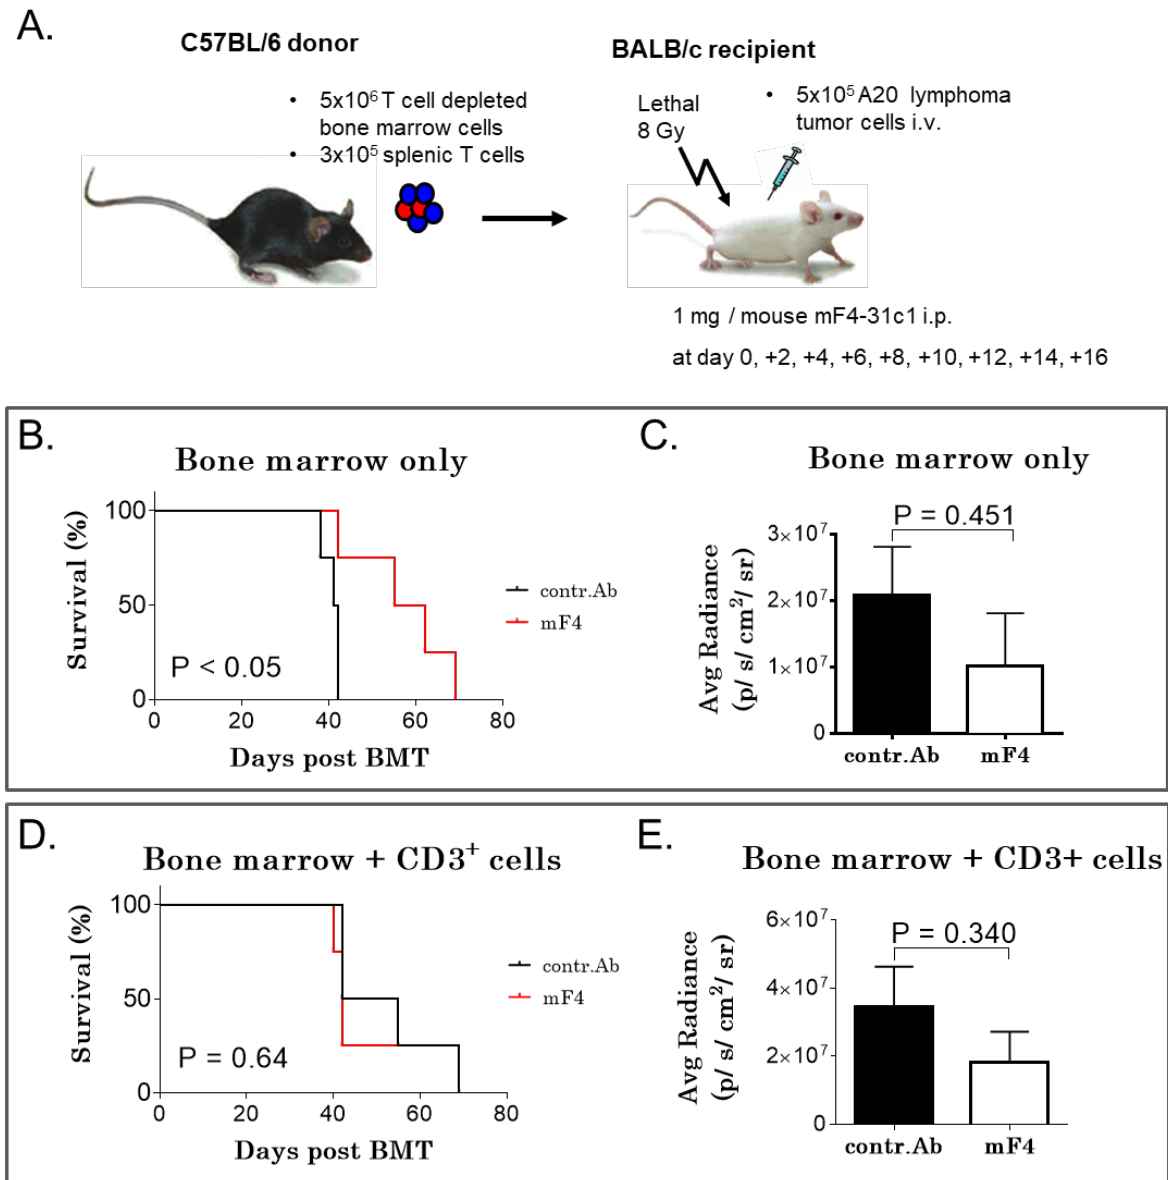 A.
C57BL/6 donor
• 5x10⁶ T cell depleted
bone marrow cells
• 3x10⁵ splenic T cells
BALB/c recipient
Lethal
8 Gy
• 5x10⁵ A20 lymphoma
tumor cells i.v.
1 mg / mouse mF4-31c1 i.p.
at day 0, +2, +4, +6, +8, +10, +12, +14, +16
B.
Bone marrow only
Survival (%)
100
50
0
P < 0.05
0 20 40 60 80
Days post BMT
contr.Ab
mF4
C.
Bone marrow only
Avg Radiance
(p/ s/ cm²/ sr)
3×10⁷
2×10⁷
1×10⁷
0
P = 0.451
contr.Ab mF4
D.
Bone marrow + CD3⁺ cells
Survival (%)
100
50
0
P = 0.64
0 20 40 60 80
Days post BMT
contr.Ab
mF4
E.
Bone marrow + CD3+ cells
Avg Radiance
(p/ s/ cm²/ sr)
6×10⁷
4×10⁷
2×10⁷
0
P = 0.340
contr.Ab mF4